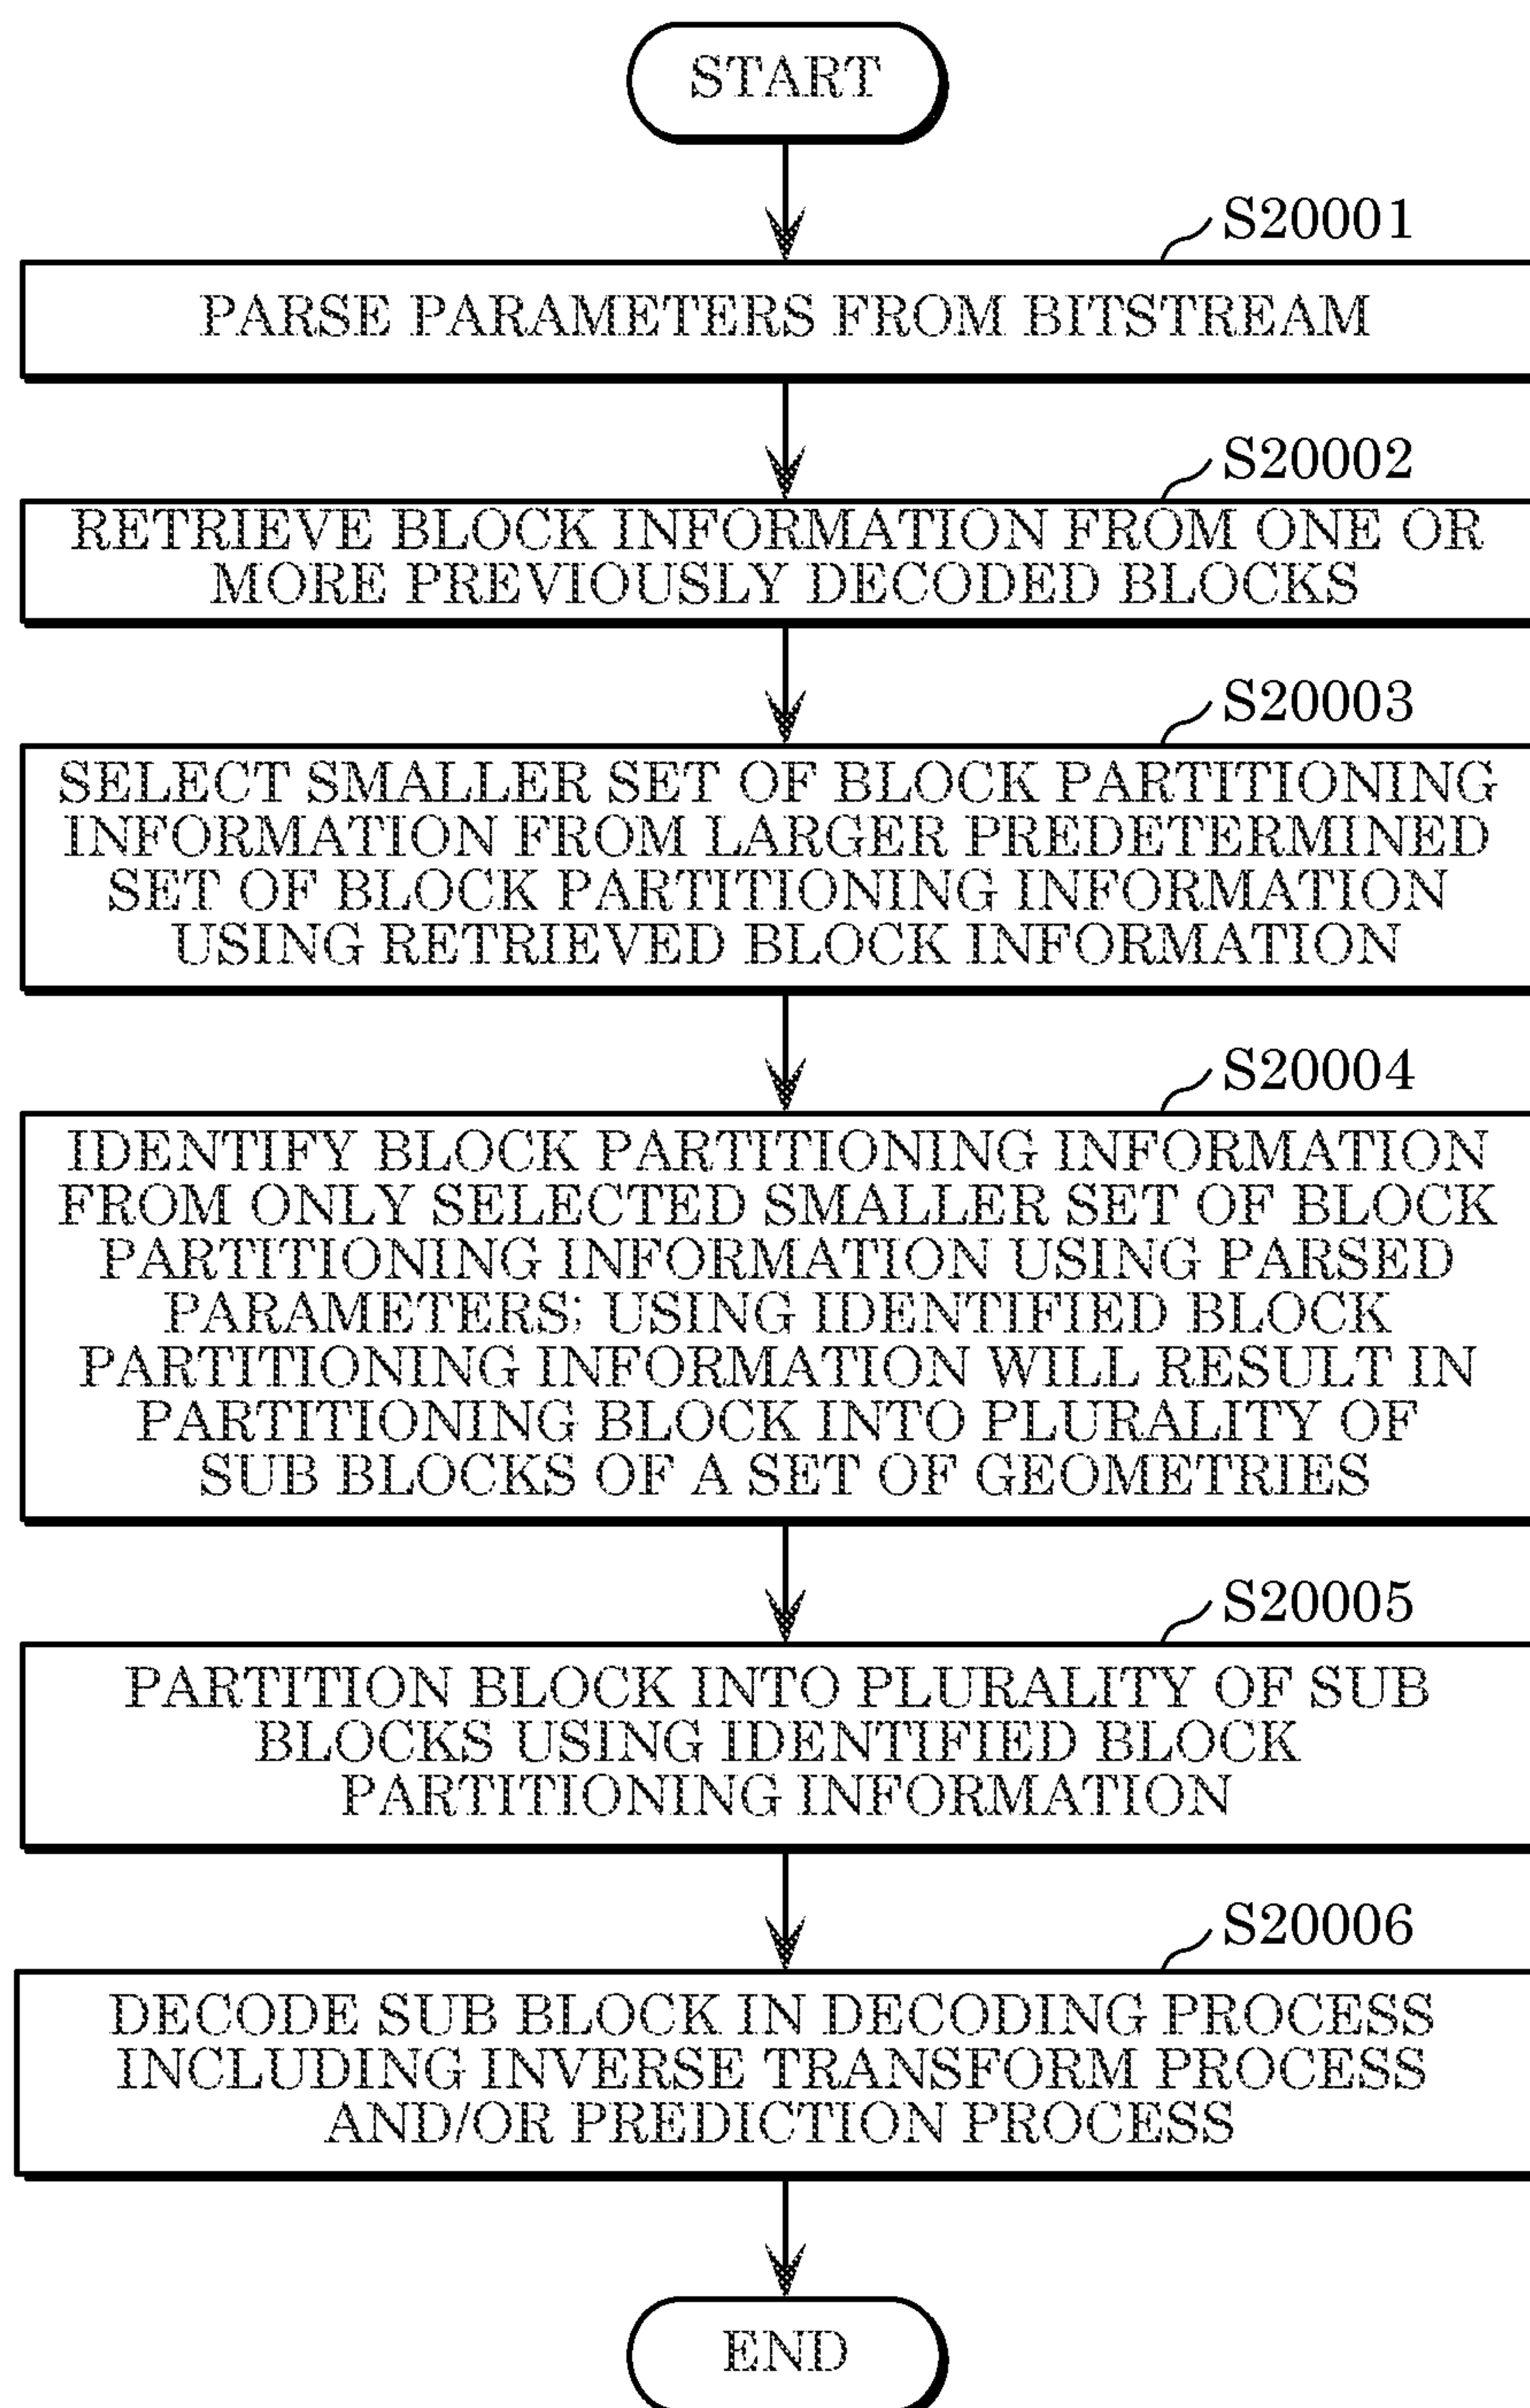 START
S20001
PARSE PARAMETERS FROM BITSTREAM
S20002
RETRIEVE BLOCK INFORMATION FROM ONE OR
MORE PREVIOUSLY DECODED BLOCKS
S20003
SELECT SMALLER SET OF BLOCK PARTITIONING
INFORMATION FROM LARGER PREDETERMINED
SET OF BLOCK PARTITIONING INFORMATION
USING RETRIEVED BLOCK INFORMATION
S20004
IDENTIFY BLOCK PARTITIONING INFORMATION
FROM ONLY SELECTED SMALLER SET OF BLOCK
PARTITIONING INFORMATION USING PARSED
PARAMETERS; USING IDENTIFIED BLOCK
PARTITIONING INFORMATION WILL RESULT IN
PARTITIONING BLOCK INTO PLURALITY OF
SUB BLOCKS OF A SET OF GEOMETRIES
S20005
PARTITION BLOCK INTO PLURALITY OF SUB
BLOCKS USING IDENTIFIED BLOCK
PARTITIONING INFORMATION
S20006
DECODE SUB BLOCK IN DECODING PROCESS
INCLUDING INVERSE TRANSFORM PROCESS
AND/OR PREDICTION PROCESS
END